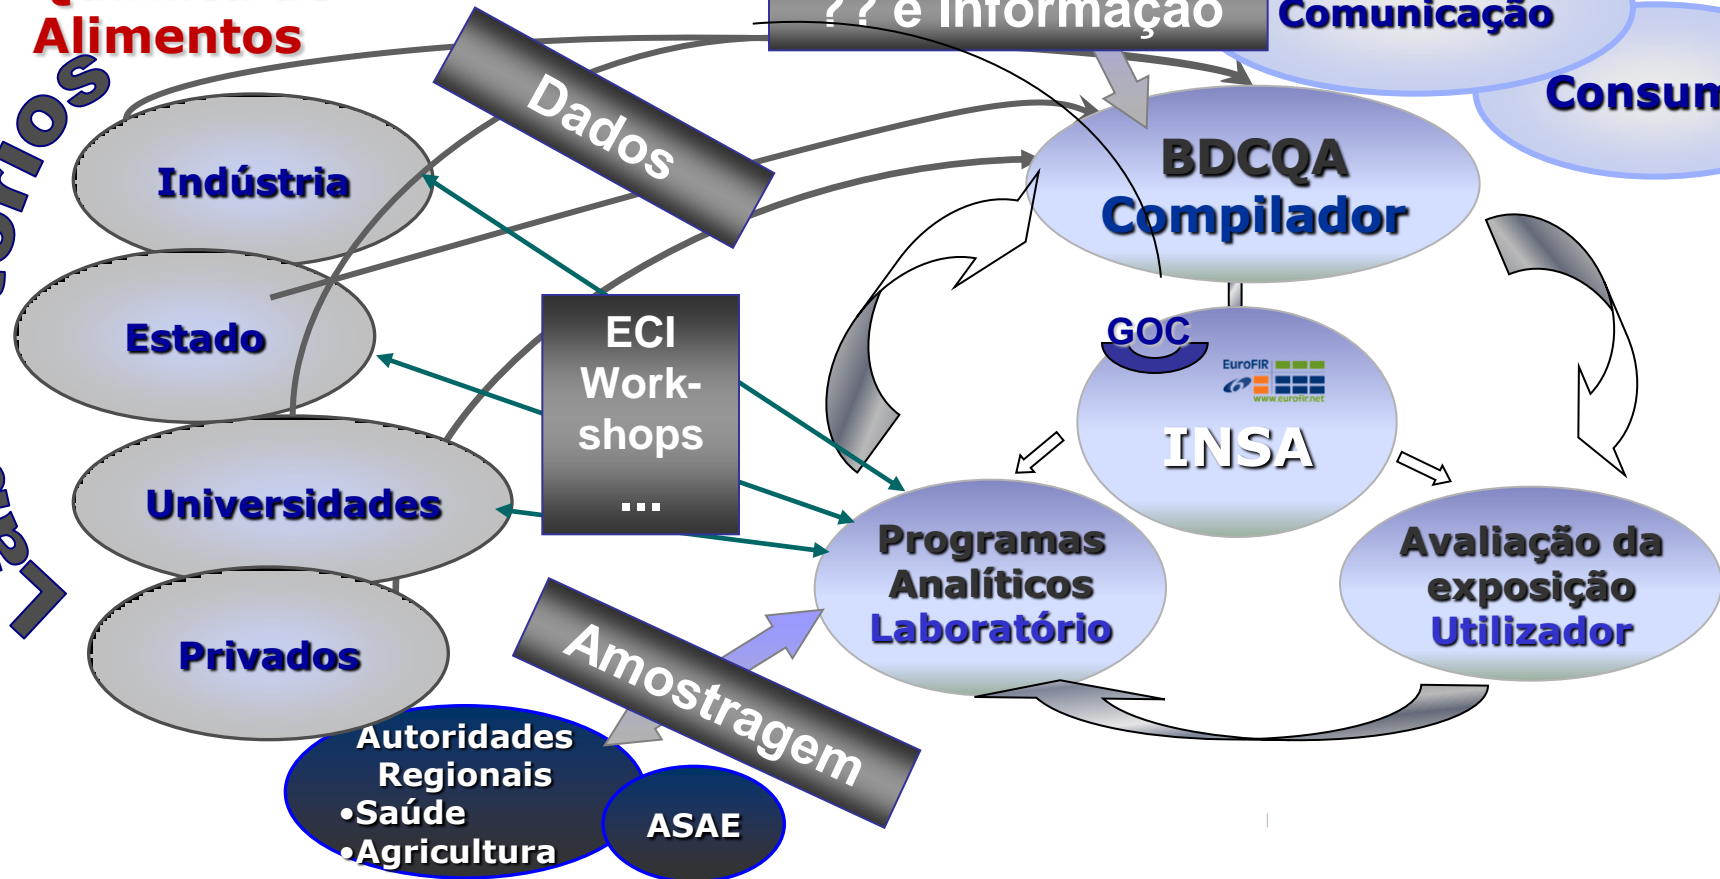 Alimentos
?? e Informação
Comunicação
Dados
Indústria
BDCQA
Compilador
Estado
ECI
Work-
shops
...
GOC
EuroFIR
www.eurofir.net
INSA
Universidades
Programas
Analíticos
Laboratório
Avaliação da
exposição
Utilizador
Privados
Amostragem
Autoridades
Regionais
•Saúde
•Agricultura
ASAE